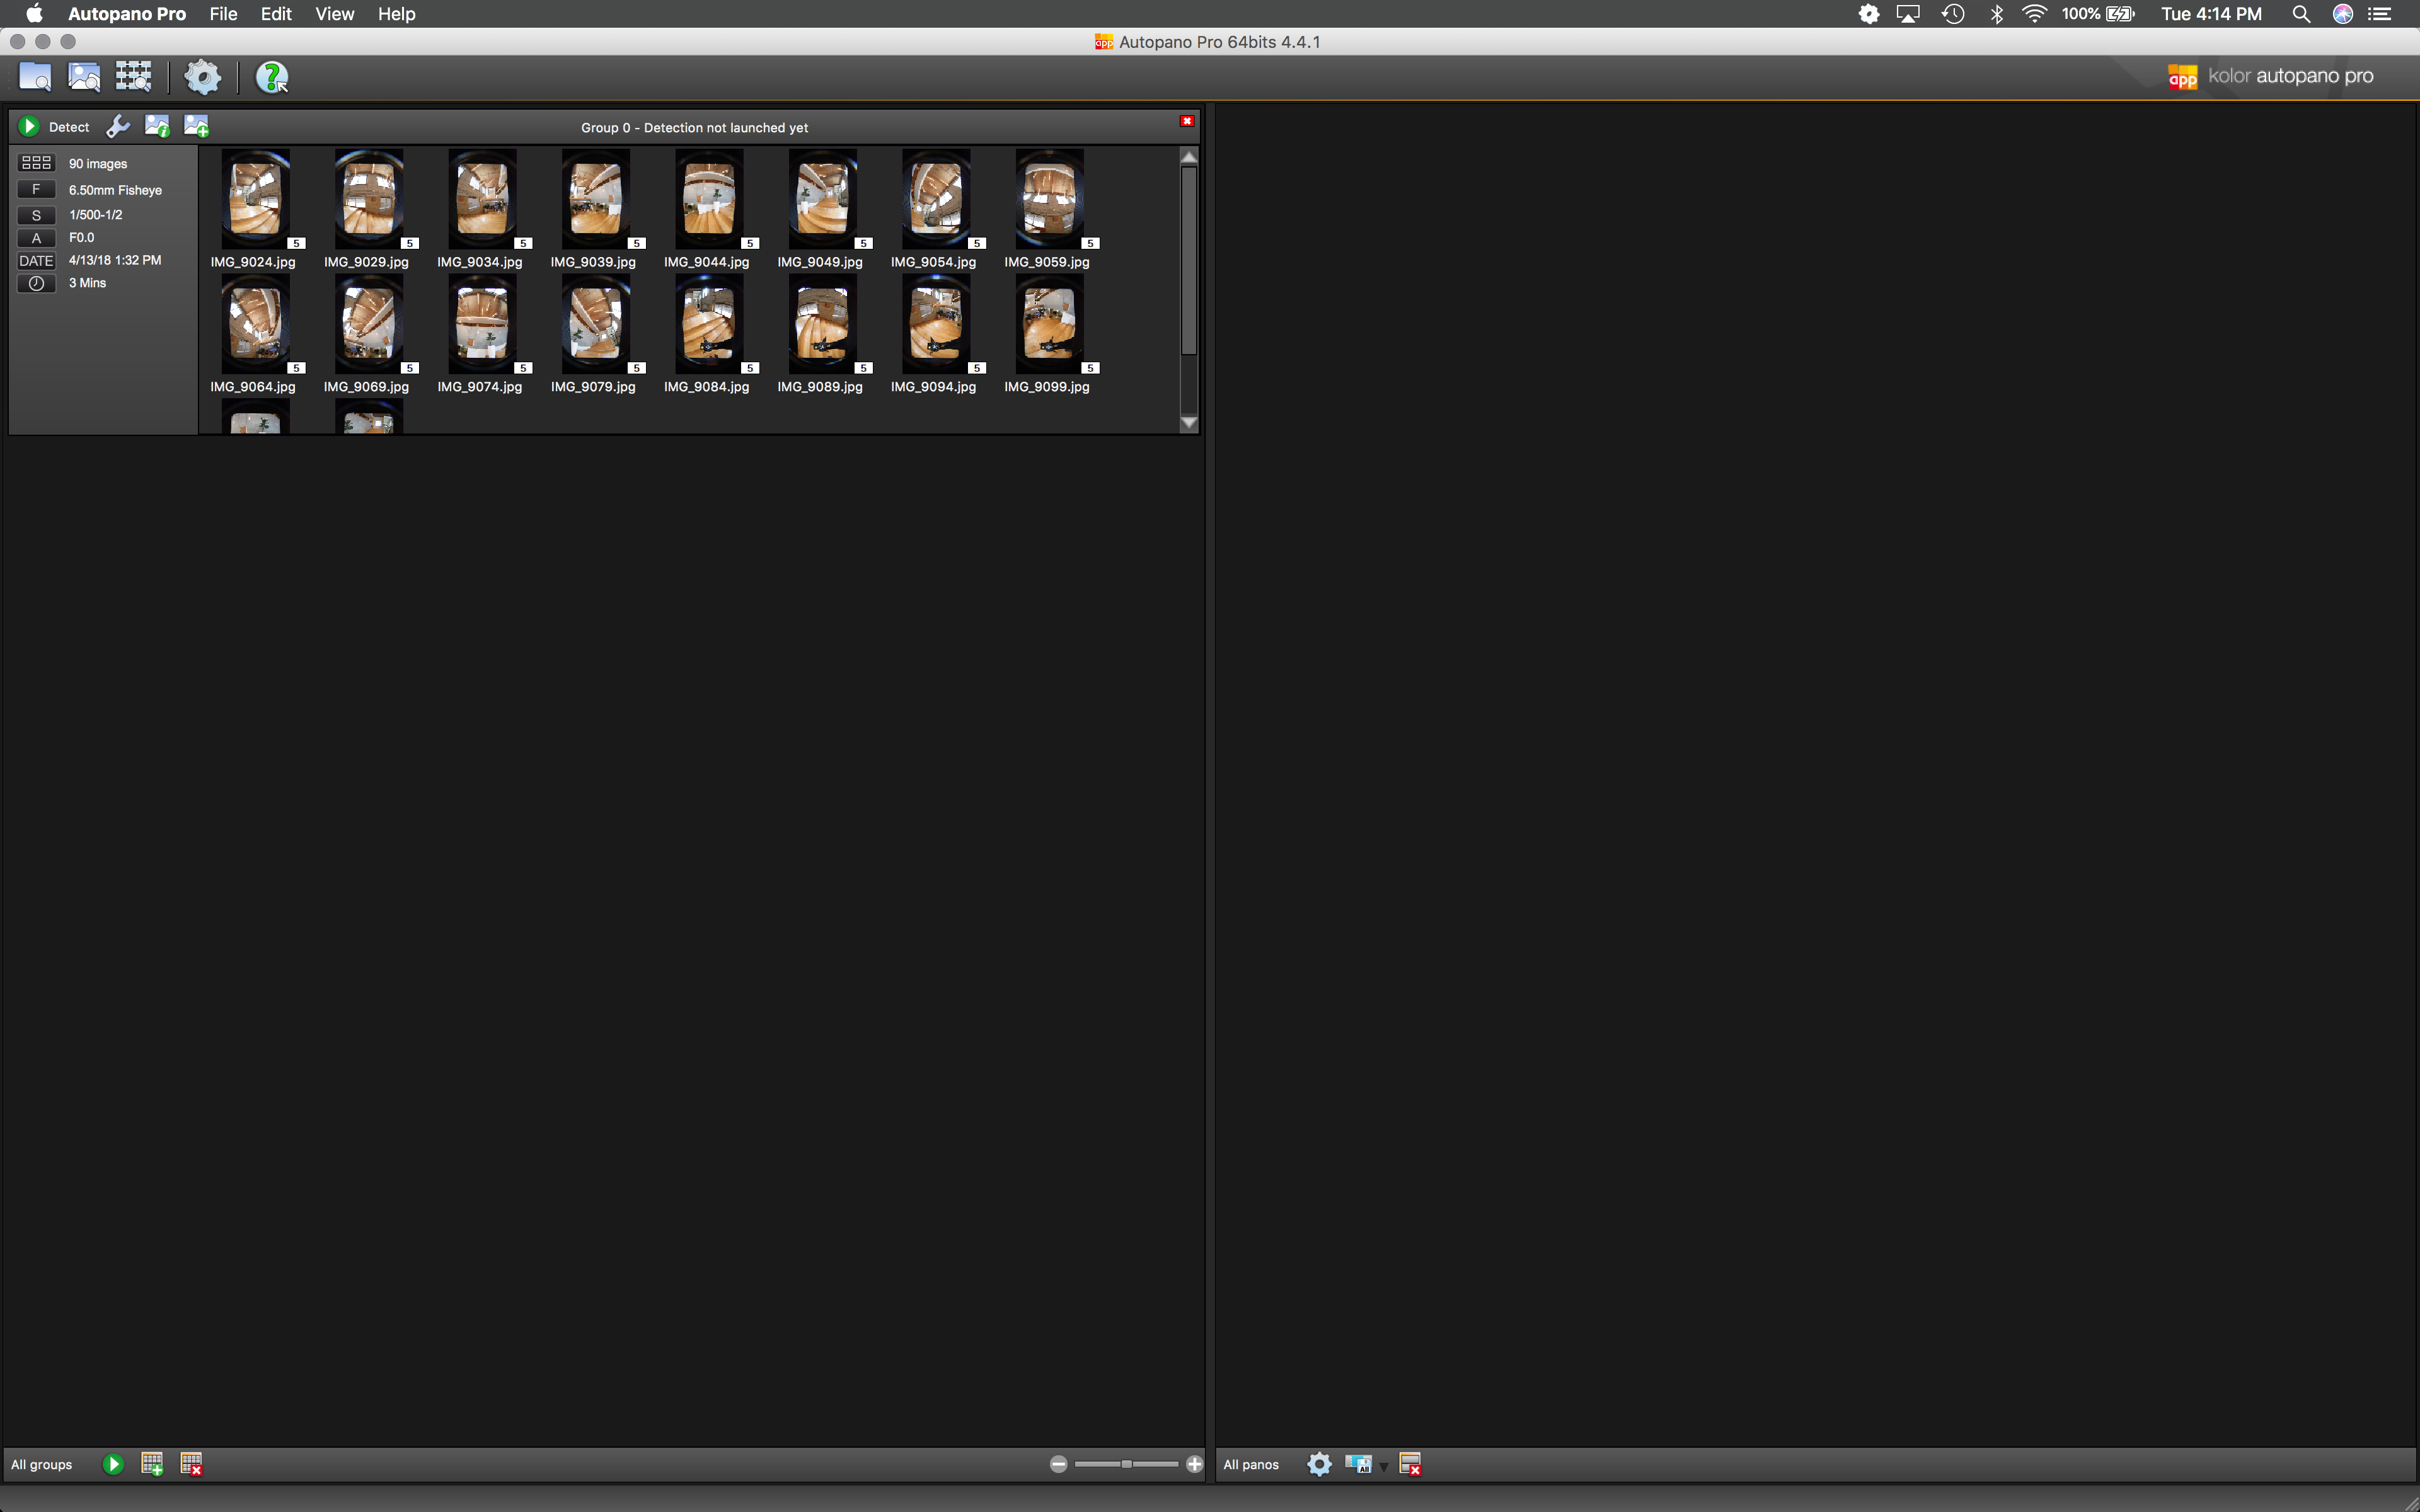 Autopano Pro File Edit View Help 100% Tue 4:14 PM
app Autopano Pro 64bits 4.4.1
app kolor autopano pro
Detect Group 0 - Detection not launched yet
90 images
F 6.50mm Fisheye
S 1/500-1/2
A F0.0
DATE 4/13/18 1:32 PM
3 Mins
5 5 5 5 5 5 5 5
IMG_9024.jpg IMG_9029.jpg IMG_9034.jpg IMG_9039.jpg IMG_9044.jpg IMG_9049.jpg IMG_9054.jpg IMG_9059.jpg
5 5 5 5 5 5 5 5
IMG_9064.jpg IMG_9069.jpg IMG_9074.jpg IMG_9079.jpg IMG_9084.jpg IMG_9089.jpg IMG_9094.jpg IMG_9099.jpg
All groups
All panos All